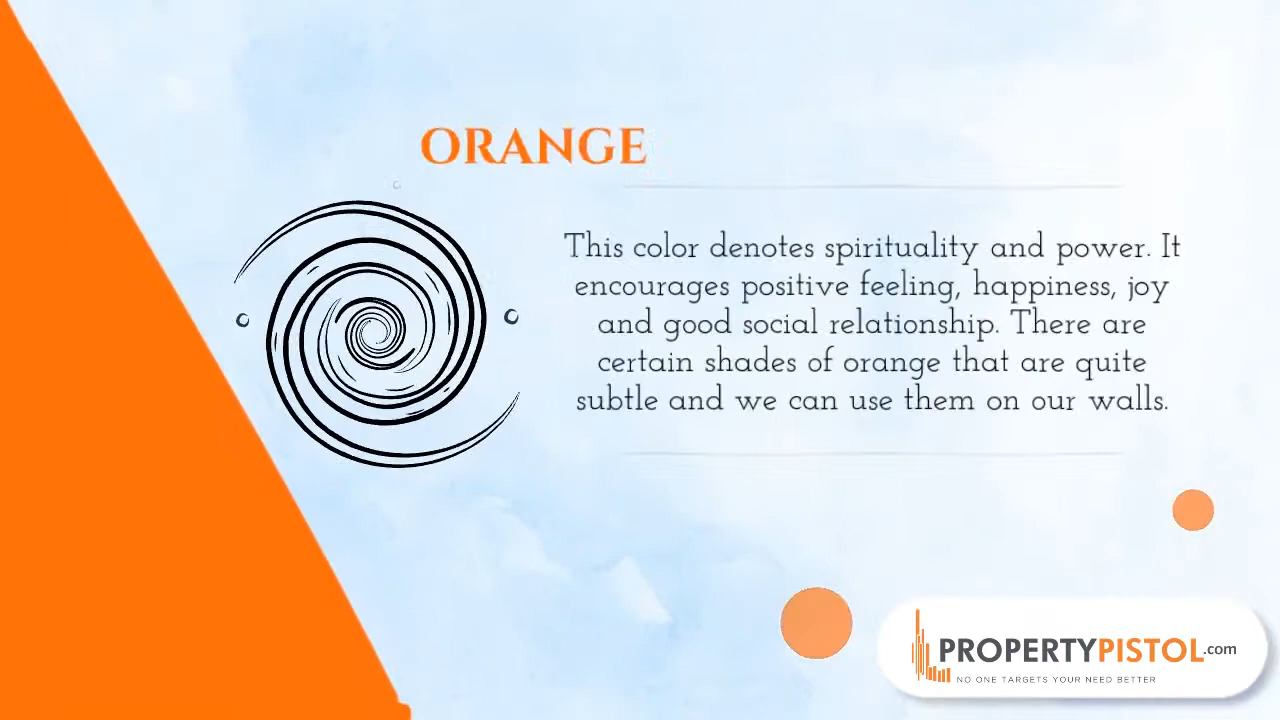 ORANGE
This color denotes spirituality and power. It
encourages positive feeling, happiness, joy
and good social relationship. There are
certain shades of orange that are quite
subtle and we can use them on our walls.
PROPERTYPISTOL.com
NO ONE TARGETS YOUR NEED BETTER